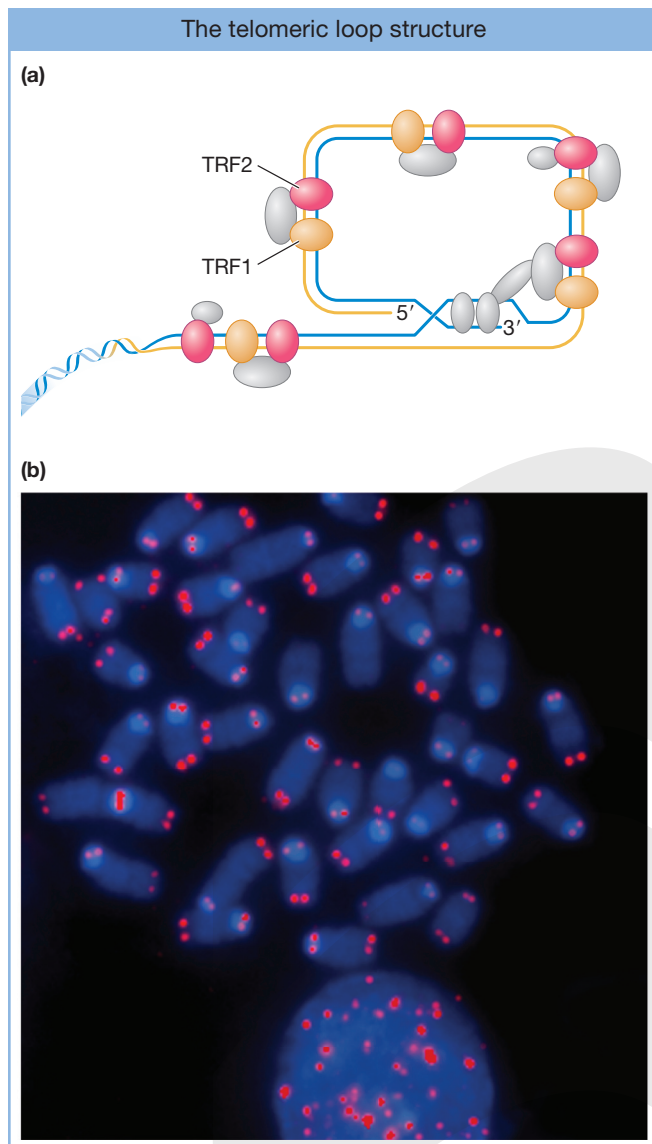 The telomeric loop structure
(a)
TRF2
TRF1
5′
3′
(b)